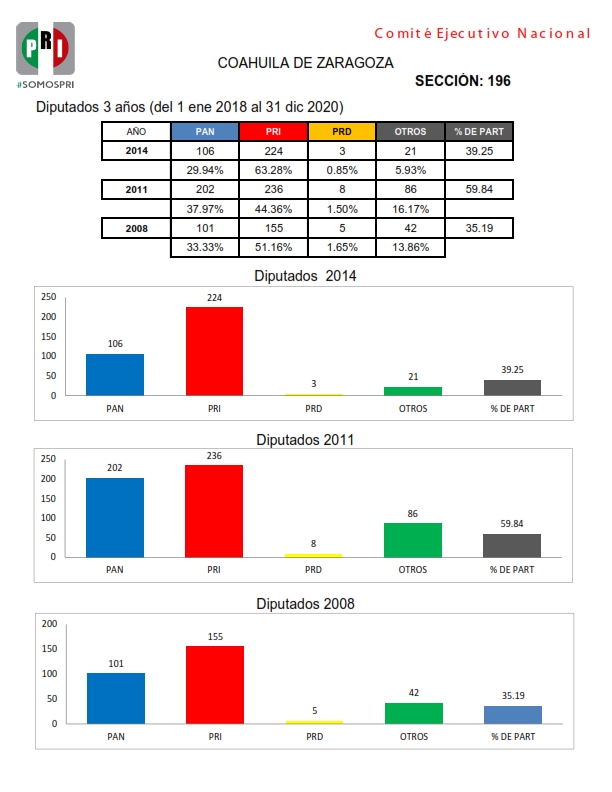 Comité Ejecutivo Nacional
PRI
#SOMOSPRI
COAHUILA DE ZARAGOZA
SECCIÓN: 196
Diputados 3 años (del 1 ene 2018 al 31 dic 2020)
AÑO PAN PRI PRD OTROS % DE PART
2014 106 224 3 21 39.25
29.94% 63.28% 0.85% 5.93%
2011 202 236 8 86 59.84
37.97% 44.36% 1.50% 16.17%
2008 101 155 5 42 35.19
33.33% 51.16% 1.65% 13.86%
Diputados 2014
250
200
150
100
50
0
106 224 3 21 39.25
PAN PRI PRD OTROS % DE PART
Diputados 2011
250
200
150
100
50
0
202 236 8 86 59.84
PAN PRI PRD OTROS % DE PART
Diputados 2008
200
150
100
50
0
101 155 5 42 35.19
PAN PRI PRD OTROS % DE PART